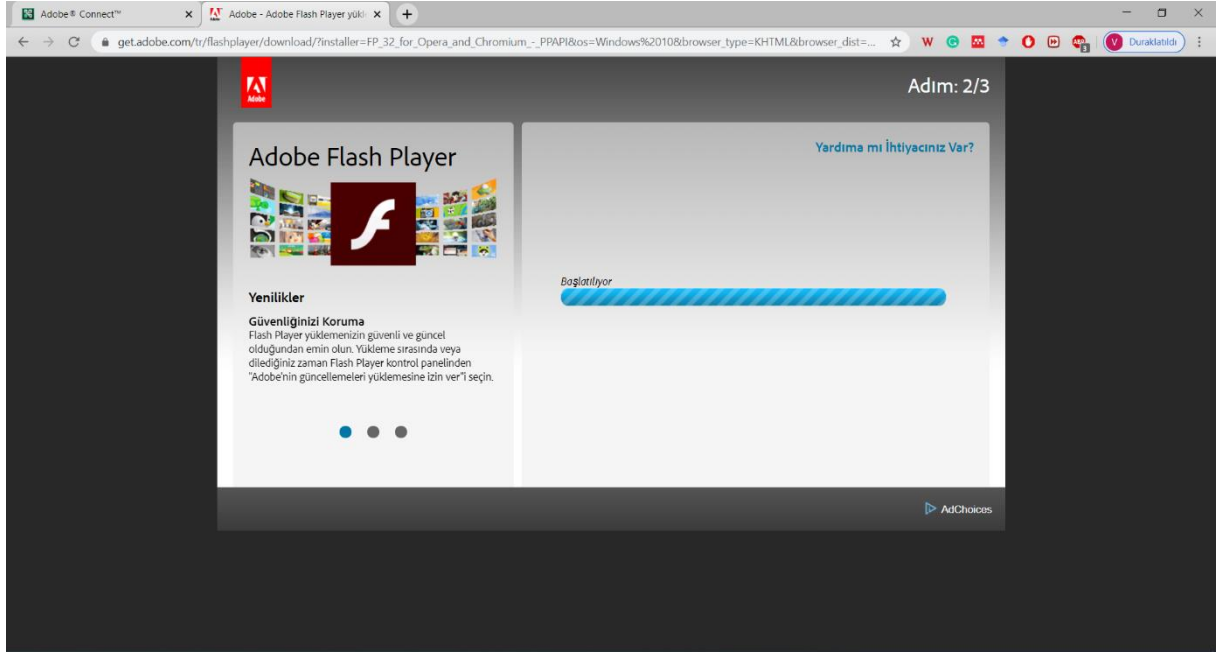 Adobe® Connect™
Adobe - Adobe Flash Player yükl
get.adobe.com/tr/flashplayer/download/?installer=FP_32_for_Opera_and_Chromium_-_PPAPI&os=Windows%2010&browser_type=KHTML&browser_dist=...
W
ABP
3
V
Duraklatıldı
Adobe
Adım: 2/3
Adobe Flash Player
Yardıma mı İhtiyacınız Var?
Başlatılıyor
Yenilikler
Güvenliğinizi Koruma
Flash Player yüklemenizin güvenli ve güncel
olduğundan emin olun. Yükleme sırasında veya
dilediğiniz zaman Flash Player kontrol panelinden
"Adobe'nin güncellemeleri yüklemesine izin ver"i seçin.
AdChoices